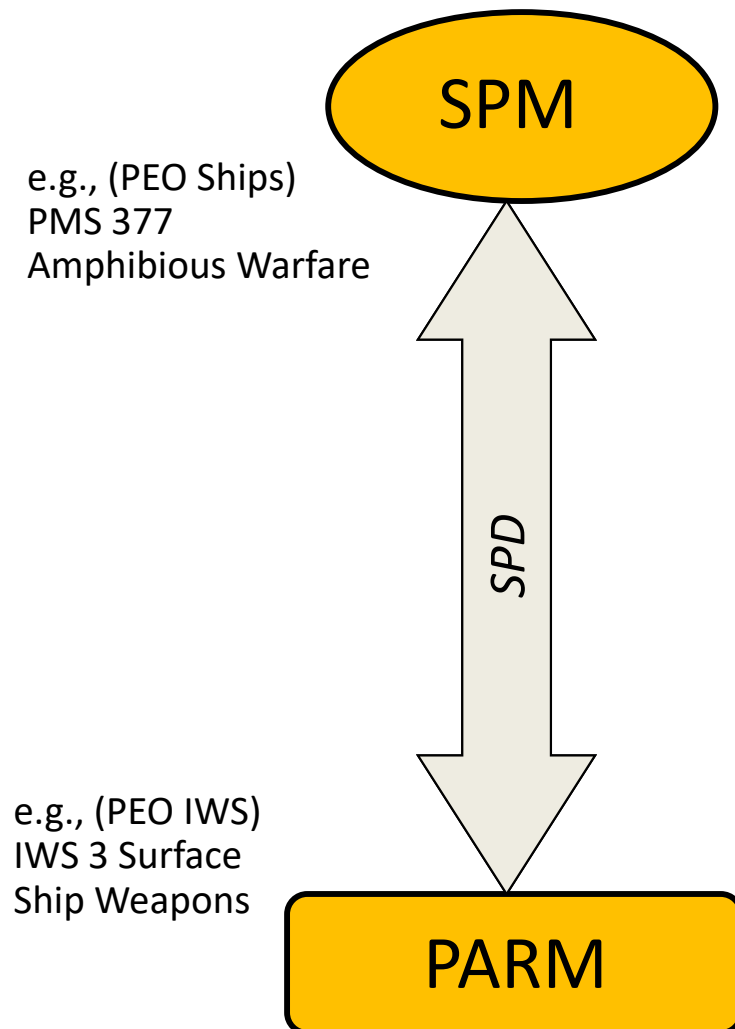 SPM
e.g., (PEO Ships)
PMS 377
Amphibious Warfare
SPD
e.g., (PEO IWS)
IWS 3 Surface
Ship Weapons
PARM